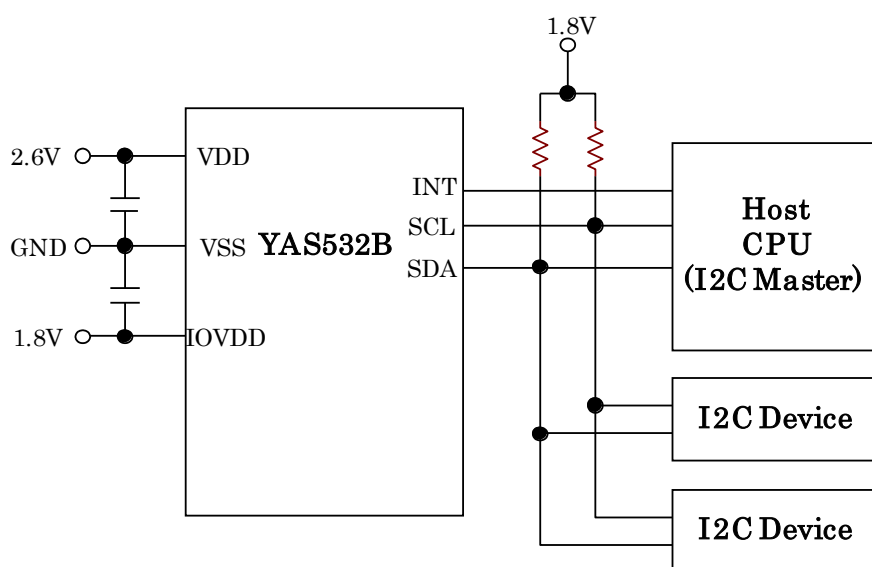 1.8V
2.6V
VDD
INT
SCL
SDA
GND
VSS
YAS532B
1.8V
IOVDD
Host
CPU
(I2C Master)
I2C Device
I2C Device